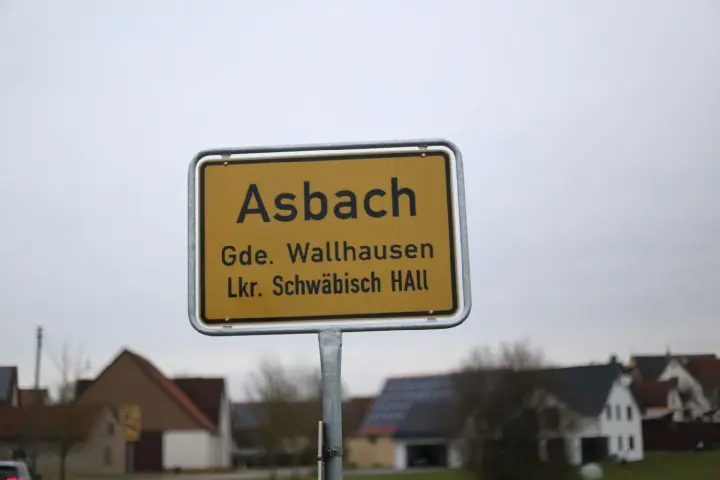 Asbach
Gde. Wallhausen
Lkr. Schwäbisch HAll